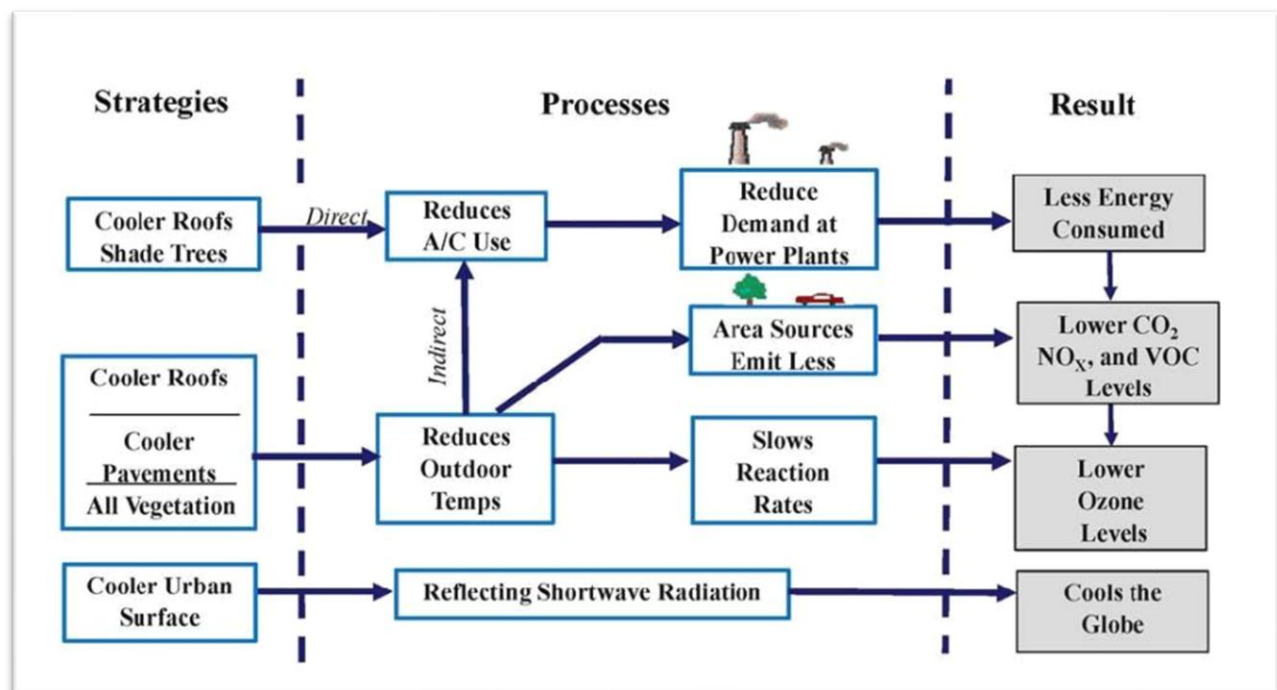 Strategies
Processes
Result
Cooler Roofs
Shade Trees
Direct
Reduces
A/C Use
Reduce
Demand at
Power Plants
Less Energy
Consumed
Indirect
Area Sources
Emit Less
Lower CO₂
NOX, and VOC
Levels
Cooler Roofs
Cooler
Pavements
All Vegetation
Reduces
Outdoor
Temps
Slows
Reaction
Rates
Lower
Ozone
Levels
Cooler Urban
Surface
Reflecting Shortwave Radiation
Cools the
Globe